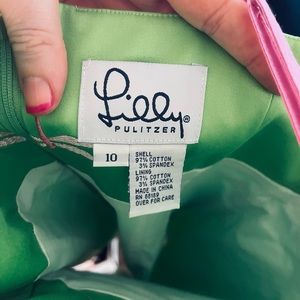 Lilly®
PULITZER
10
SHELL
97% COTTON
3% SPANDEX
LINING
97% COTTON
3% SPANDEX
MADE IN CHINA
RN 88169
OVER FOR CARE